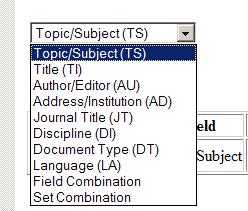 Topic/Subject (TS)
Topic/Subject (TS)
Title (TI)
Author/Editor (AU)
Address/Institution (AD)
Journal Title (JT)
Discipline (DI)
Document Type (DT)
Language (LA)
Field Combination
Set Combination
eld
Subject